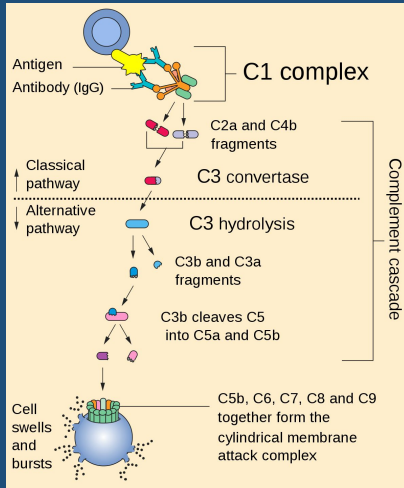 Antigen
Antibody (IgG)
C1 complex
C2a and C4b
fragments
Classical
pathway
C3 convertase
Alternative
pathway
C3 hydrolysis
C3b and C3a
fragments
C3b cleaves C5
into C5a and C5b
Complement cascade
Cell
swells
and
bursts
C5b, C6, C7, C8 and C9
together form the
cylindrical membrane
attack complex